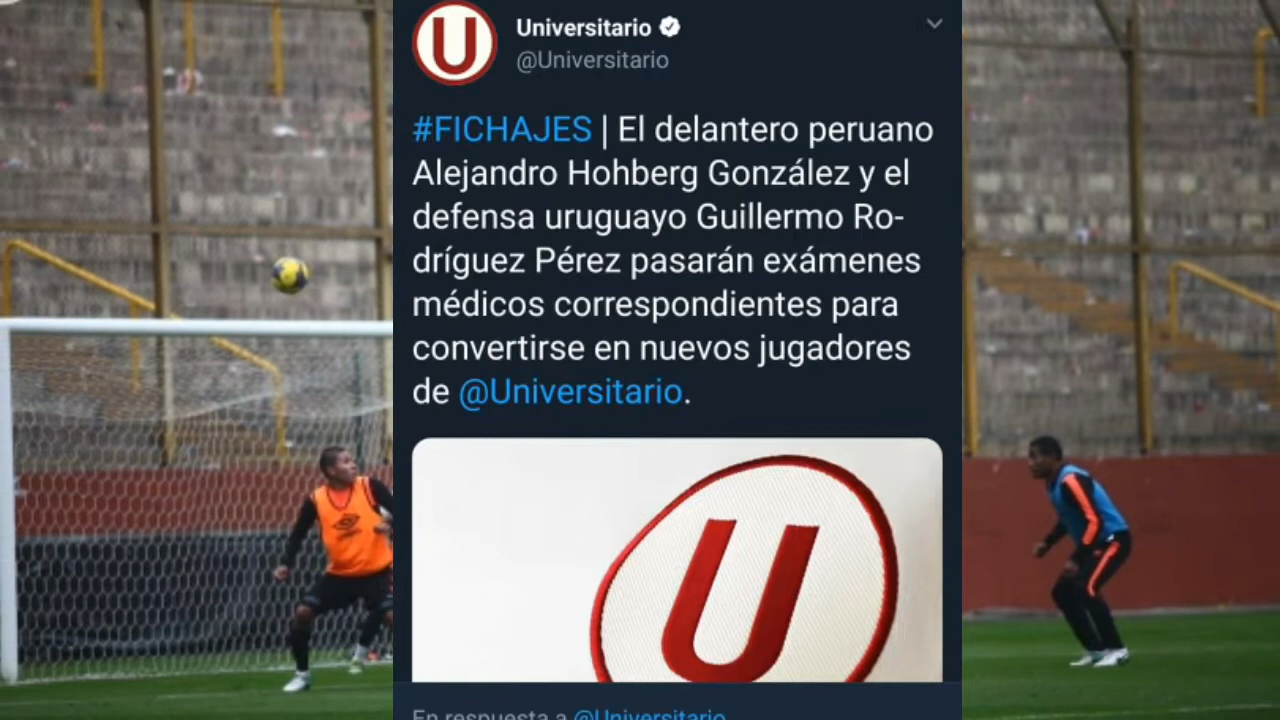 U
Universitario
@Universitario
#FICHAJES | El delantero peruano
Alejandro Hohberg González y el
defensa uruguayo Guillermo Ro-
dríguez Pérez pasarán exámenes
médicos correspondientes para
convertirse en nuevos jugadores
de @Universitario.
U
En respuesta a @Universitario